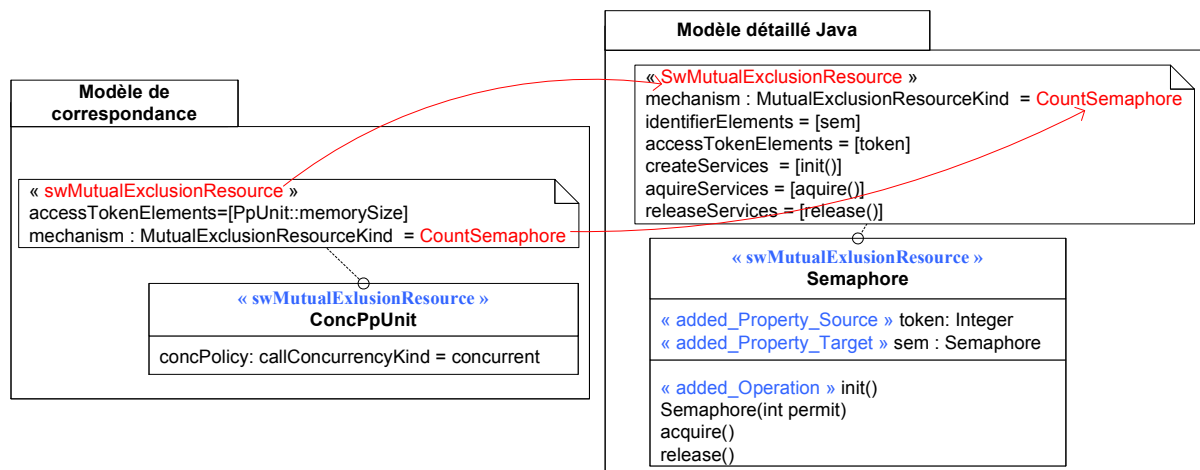 Modèle de
correspondance
« swMutualExclusionResource »
accessTokenElements=[PpUnit::memorySize]
mechanism : MutualExclusionResourceKind = CountSemaphore
« swMutualExlusionResource »
ConcPpUnit
concPolicy: callConcurrencyKind = concurrent
Modèle détaillé Java
« SwMutualExclusionResource »
mechanism : MutualExclusionResourceKind = CountSemaphore
identifierElements = [sem]
accessTokenElements = [token]
createServices = [init()]
aquireServices = [aquire()]
releaseServices = [release()]
« swMutualExlusionResource »
Semaphore
« added_Property_Source » token: Integer
« added_Property_Target » sem : Semaphore
« added_Operation » init()
Semaphore(int permit)
acquire()
release()